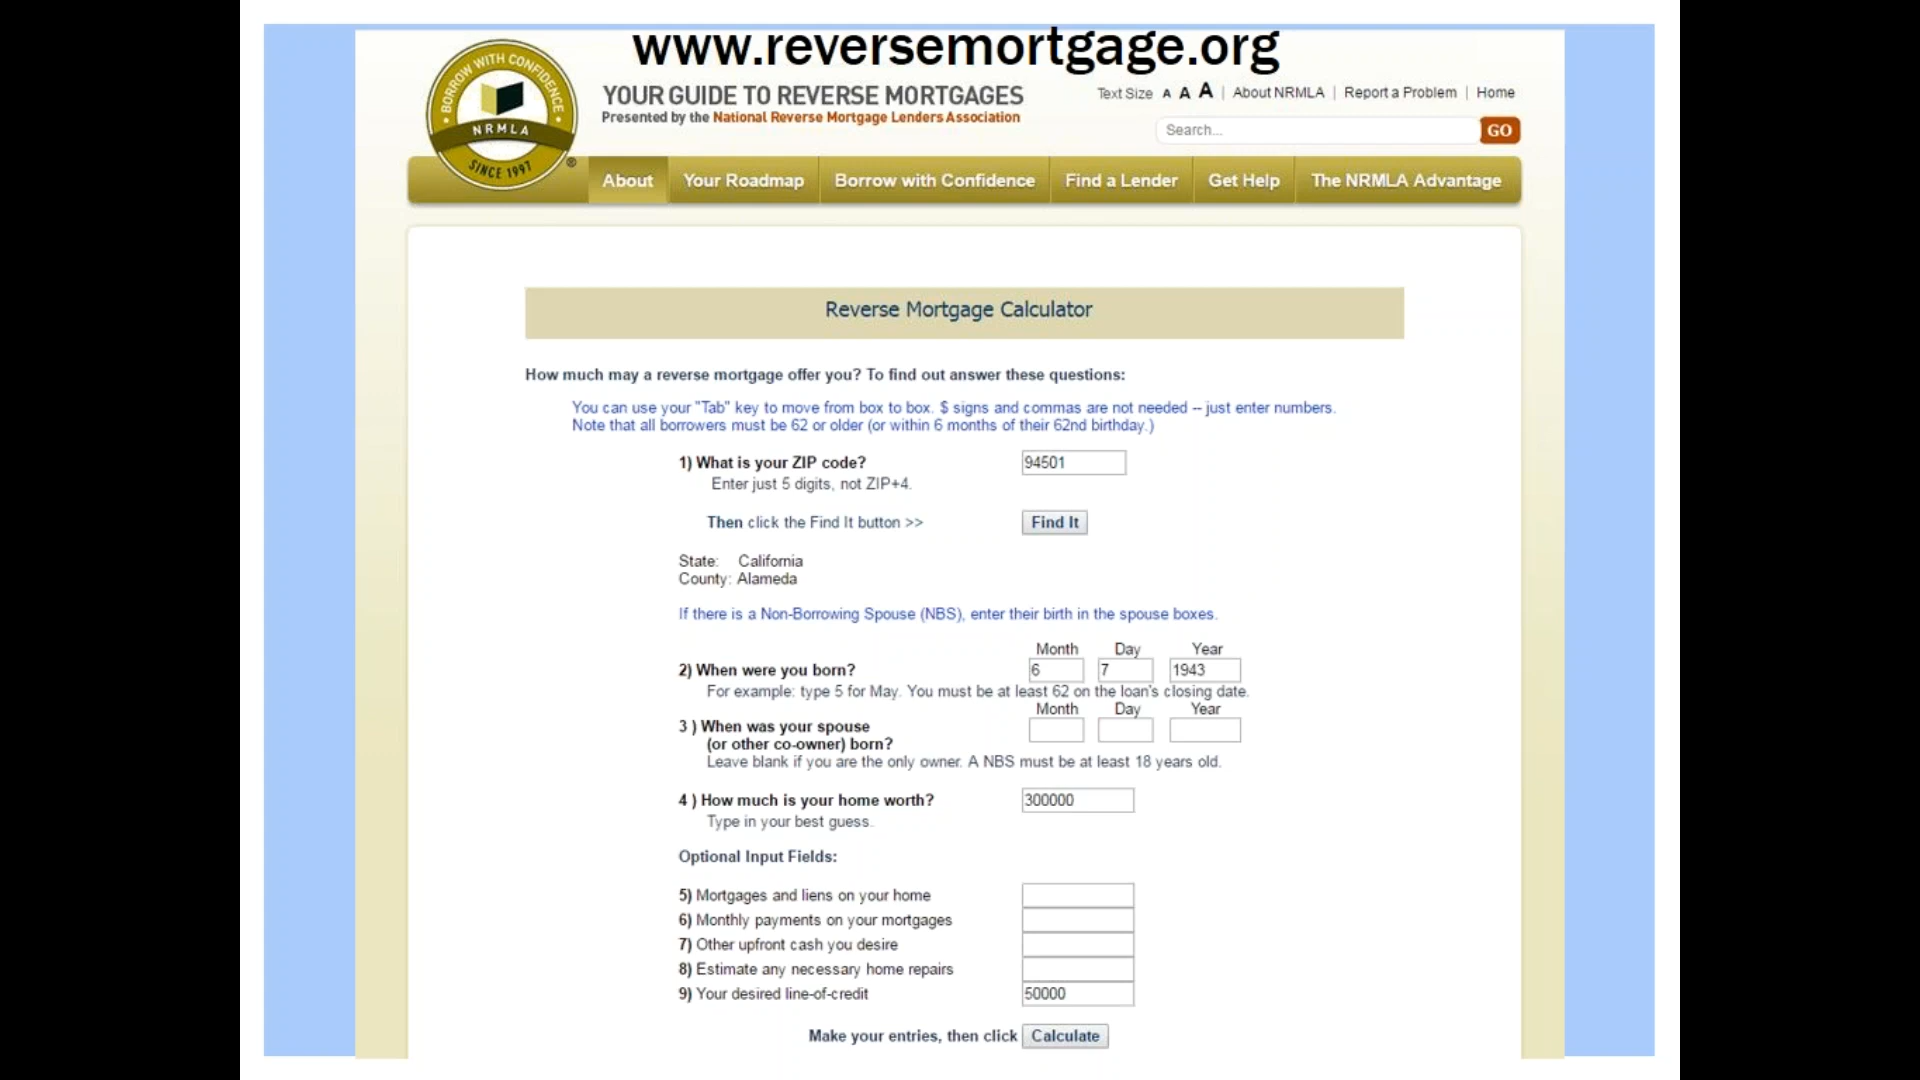 www.reversemortgage.org
BORROW WITH CONFIDENCE
NRMLA
SINCE 1997
®
YOUR GUIDE TO REVERSE MORTGAGES
Presented by the National Reverse Mortgage Lenders Association
Text Size A A A | About NRMLA | Report a Problem | Home
Search... GO
About Your Roadmap Borrow with Confidence Find a Lender Get Help The NRMLA Advantage
Reverse Mortgage Calculator
How much may a reverse mortgage offer you? To find out answer these questions:
You can use your "Tab" key to move from box to box. $ signs and commas are not needed -- just enter numbers.
Note that all borrowers must be 62 or older (or within 6 months of their 62nd birthday.)
1) What is your ZIP code? 94501
Enter just 5 digits, not ZIP+4.
Then click the Find It button >> Find It
State: California
County: Alameda
If there is a Non-Borrowing Spouse (NBS), enter their birth in the spouse boxes.
Month Day Year
2) When were you born? 6 7 1943
For example: type 5 for May. You must be at least 62 on the loan's closing date.
Month Day Year
3 ) When was your spouse
(or other co-owner) born?
Leave blank if you are the only owner. A NBS must be at least 18 years old.
4 ) How much is your home worth? 300000
Type in your best guess.
Optional Input Fields:
5) Mortgages and liens on your home
6) Monthly payments on your mortgages
7) Other upfront cash you desire
8) Estimate any necessary home repairs
9) Your desired line-of-credit 50000
Make your entries, then click Calculate